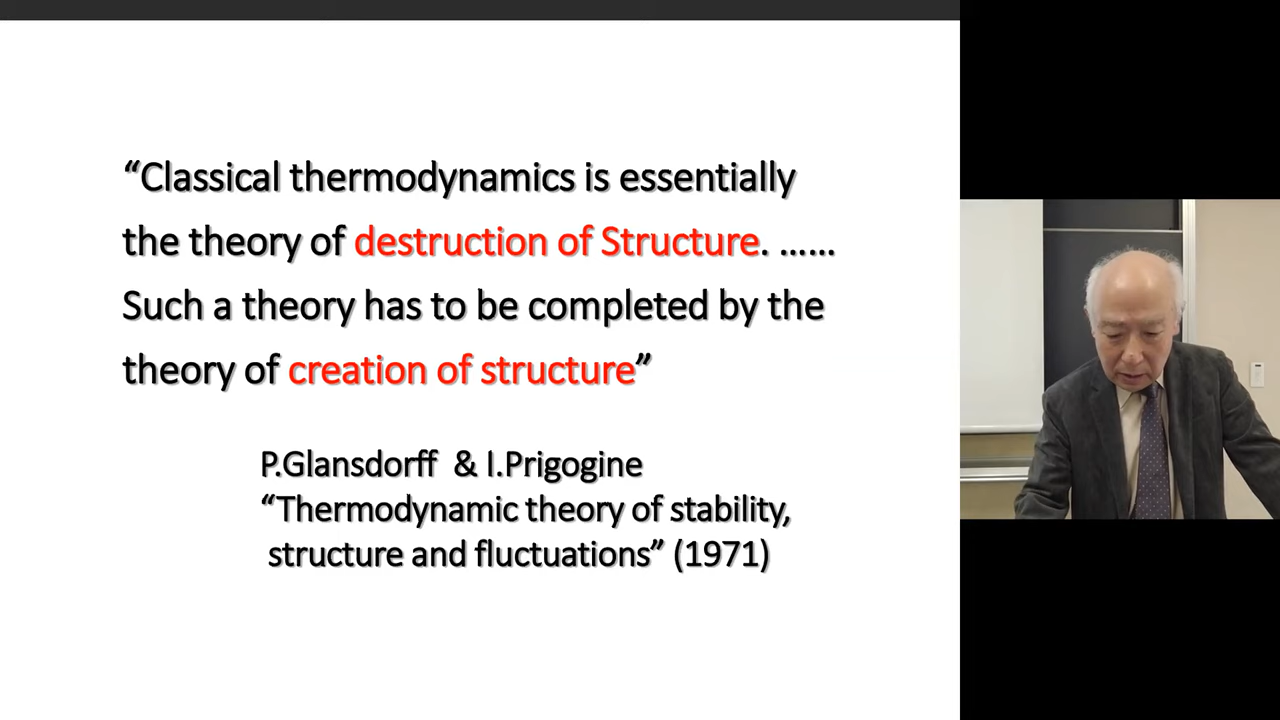 “Classical thermodynamics is essentially
the theory of destruction of Structure. ......
Such a theory has to be completed by the
theory of creation of structure”
P.Glansdorff & I.Prigogine
“Thermodynamic theory of stability,
structure and fluctuations” (1971)